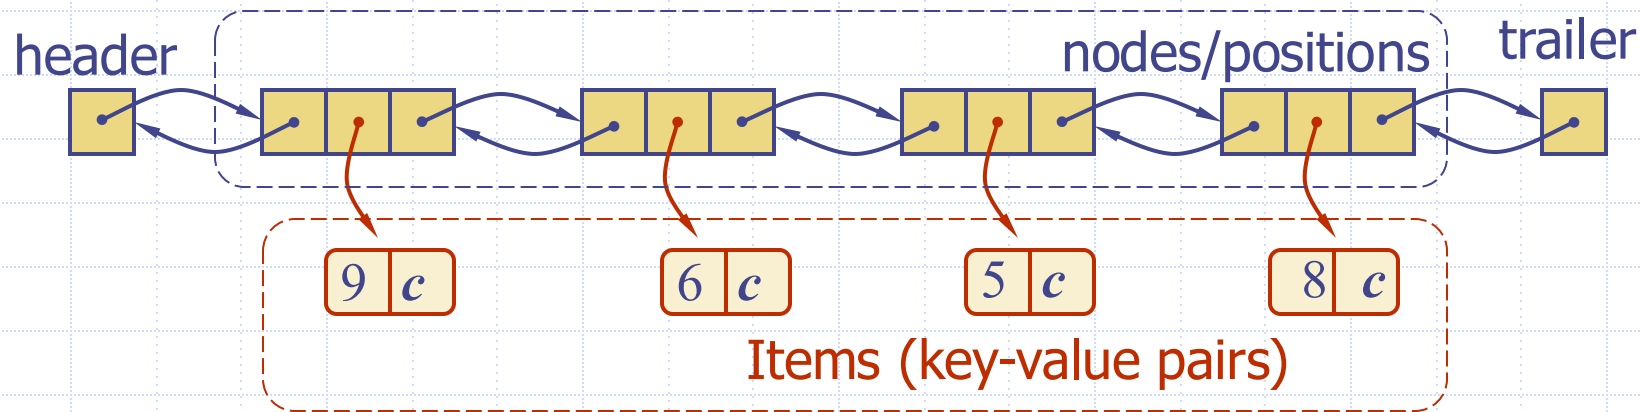 header
nodes/positions
trailer
9 c
6 c
5 c
8 c
Items (key-value pairs)